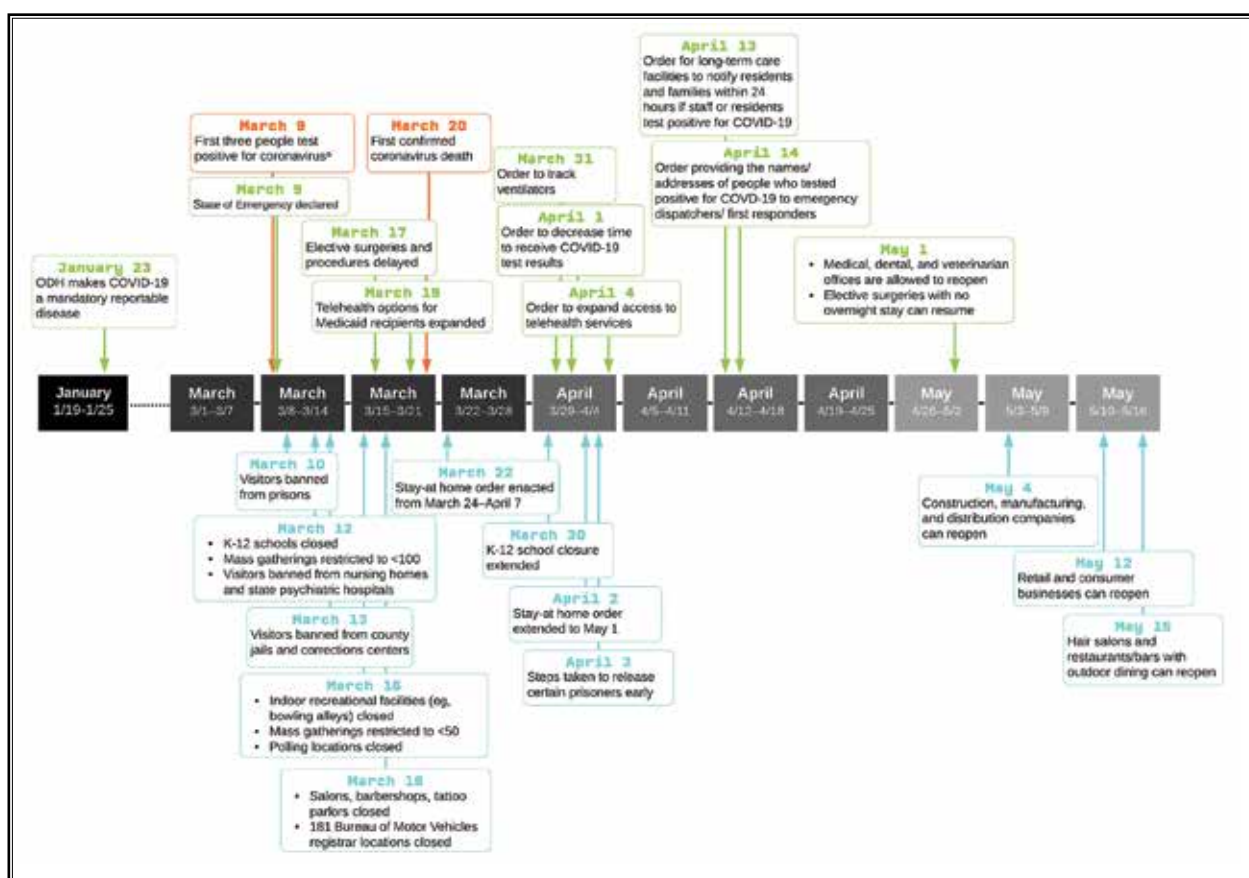 April 13
Order for long-term care
facilities to notify residents
and families within 24
hours if staff or residents
test positive for COVID-19
March 9
First three people test
positive for coronavirusᵃ
March 20
First confirmed
coronavirus death
March 31
Order to track
ventilators
April 14
Order providing the names/
addresses of people who tested
positive for COVD-19 to emergency
dispatchers/ first responders
March 9
State of Emergency declared
April 1
Order to decrease time
to receive COVID-19
test results
March 17
Elective surgeries and
procedures delayed
May 1
• Medical, dental, and veterinarian
offices are allowed to reopen
• Elective surgeries with no
overnight stay can resume
January 23
ODH makes COVID-19
a mandatory reportable
disease
March 19
Telehealth options for
Medicaid recipients expanded
April 4
Order to expand access to
telehealth services
January
1/19-1/25
March
3/1–3/7
March
3/8–3/14
March
3/15–3/21
March
3/22–3/28
April
3/29–4/4
April
4/5–4/11
April
4/12–4/18
April
4/19–4/25
May
4/26–5/2
May
5/3–5/9
May
5/10–5/16
March 10
Visitors banned
from prisons
March 22
Stay-at home order enacted
from March 24–April 7
May 4
Construction, manufacturing,
and distribution companies
can reopen
March 12
• K-12 schools closed
• Mass gatherings restricted to <100
• Visitors banned from nursing homes
and state psychiatric hospitals
March 30
K-12 school closure
extended
May 12
Retail and consumer
businesses can reopen
April 2
Stay-at home order
extended to May 1
March 13
Visitors banned from county
jails and corrections centers
May 15
Hair salons and
restaurants/bars with
outdoor dining can reopen
April 3
Steps taken to release
certain prisoners early
March 16
• Indoor recreational facilities (eg,
bowling alleys) closed
• Mass gatherings restricted to <50
• Polling locations closed
March 18
• Salons, barbershops, tattoo
parlors closed
• 181 Bureau of Motor Vehicles
registrar locations closed